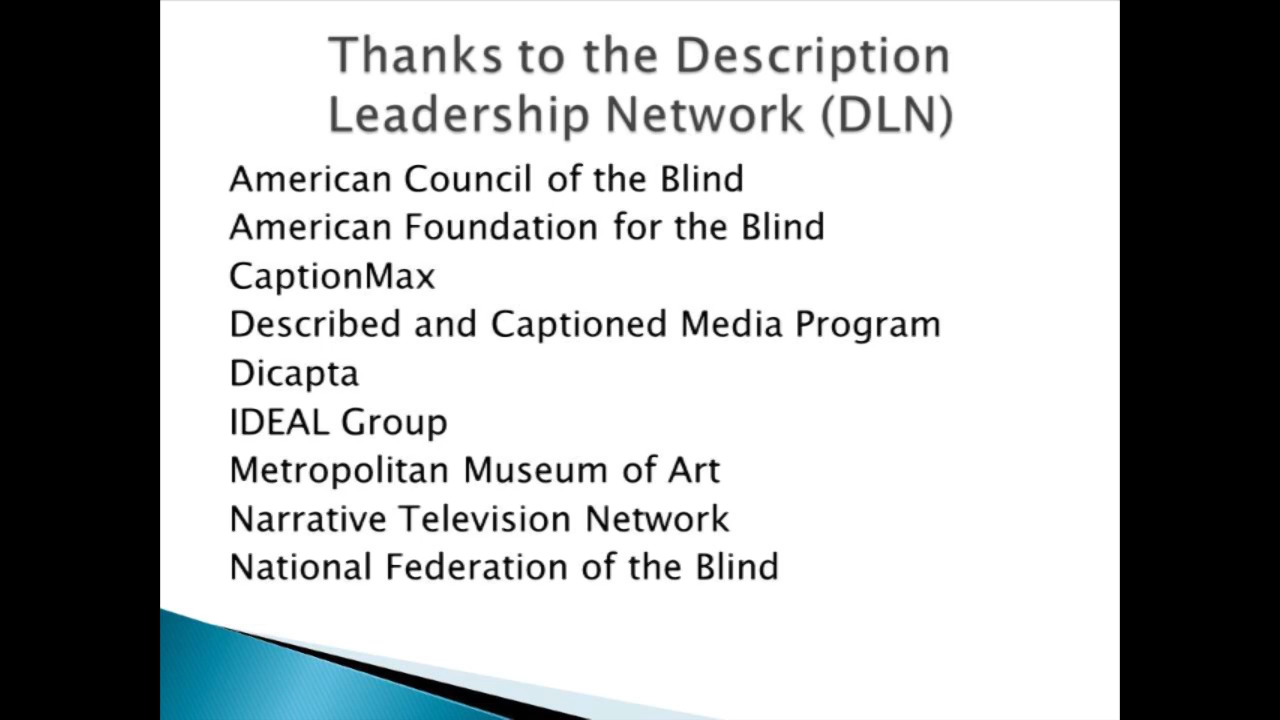 Thanks to the Description
Leadership Network (DLN)
American Council of the Blind
American Foundation for the Blind
CaptionMax
Described and Captioned Media Program
Dicapta
IDEAL Group
Metropolitan Museum of Art
Narrative Television Network
National Federation of the Blind